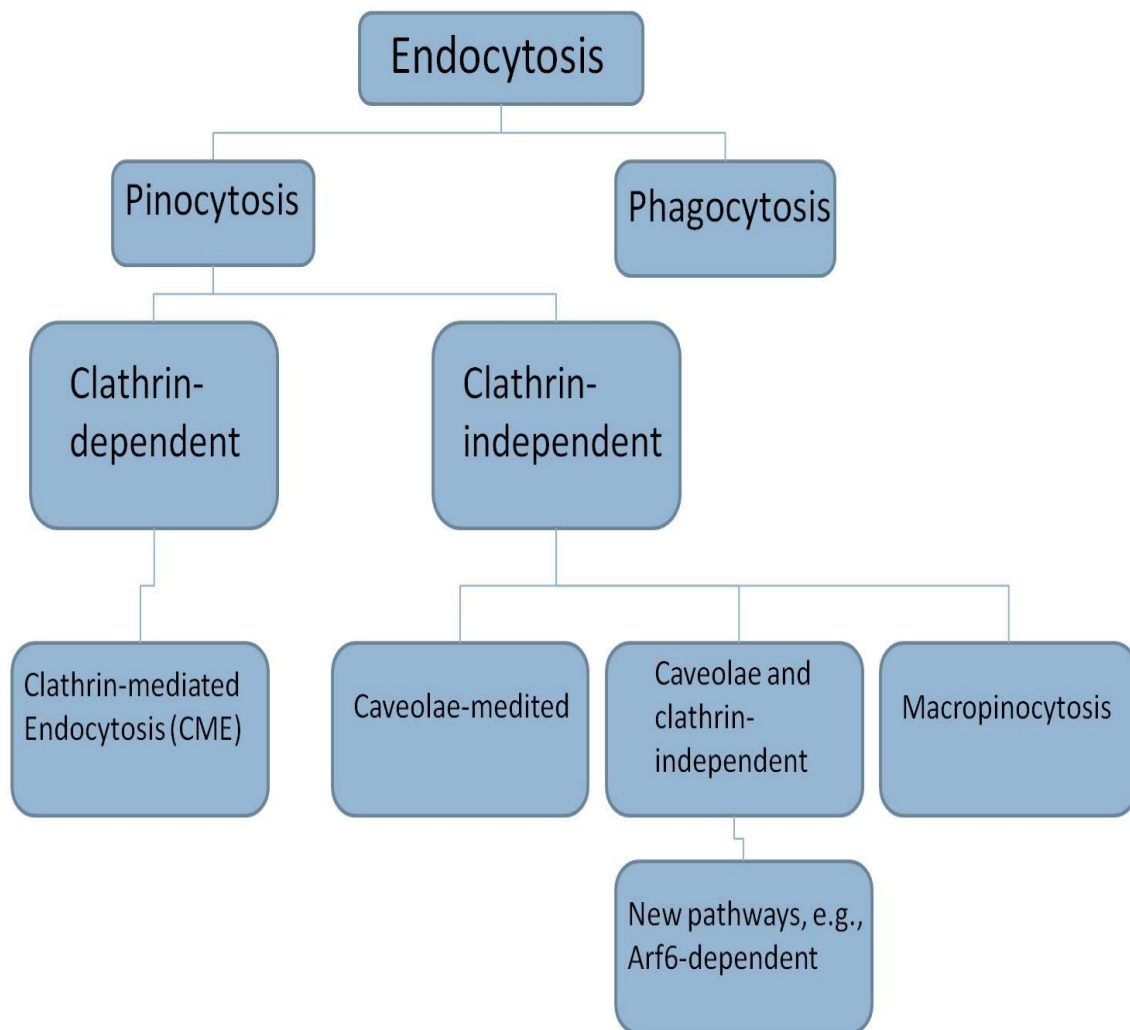 Endocytosis
Pinocytosis
Phagocytosis
Clathrin-
dependent
Clathrin-
independent
Clathrin-mediated
Endocytosis (CME)
Caveolae-medited
Caveolae and
clathrin-
independent
Macropinocytosis
New pathways, e.g.,
Arf6-dependent